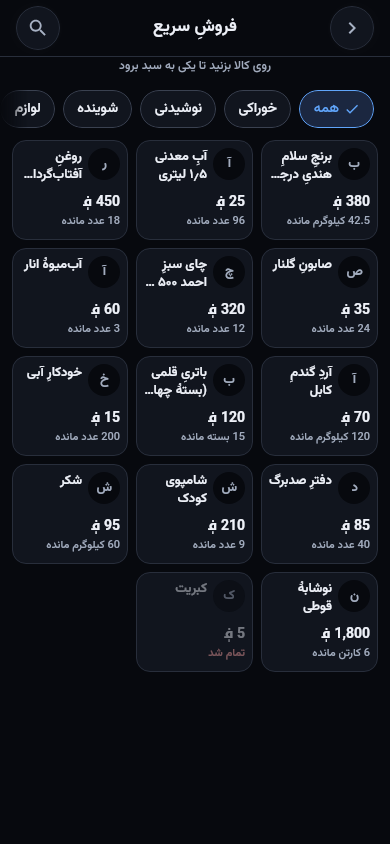 فروشِ سریع
روی کالا بزنید تا یکی به سبد برود
همه
خوراکی
نوشیدنی
شوینده
لوازم
ب
برنجِ سلامِ
هندیِ درج…
380 ؋
42.5 کیلوگرم مانده
آ
آبِ معدنی
۱٫۵ لیتری
25 ؋
96 عدد مانده
ر
روغنِ
آفتاب‌گردا…
450 ؋
18 عدد مانده
ص
صابونِ گلنار
35 ؋
24 عدد مانده
چ
چای سبزِ
احمد ۵۰۰ …
320 ؋
12 عدد مانده
آ
آب‌میوهٔ انار
60 ؋
3 عدد مانده
آ
آردِ گندمِ
کابل
70 ؋
120 کیلوگرم مانده
ب
باتریِ قلمی
(بستهٔ چها…
120 ؋
15 بسته مانده
خ
خودکارِ آبی
15 ؋
200 عدد مانده
د
دفترِ صدبرگ
85 ؋
40 عدد مانده
ش
شامپوی
کودک
210 ؋
9 عدد مانده
ش
شکر
95 ؋
60 کیلوگرم مانده
ن
نوشابهٔ
قوطی
1,800 ؋
6 کارتن مانده
ک
کبریت
5 ؋
تمام شد